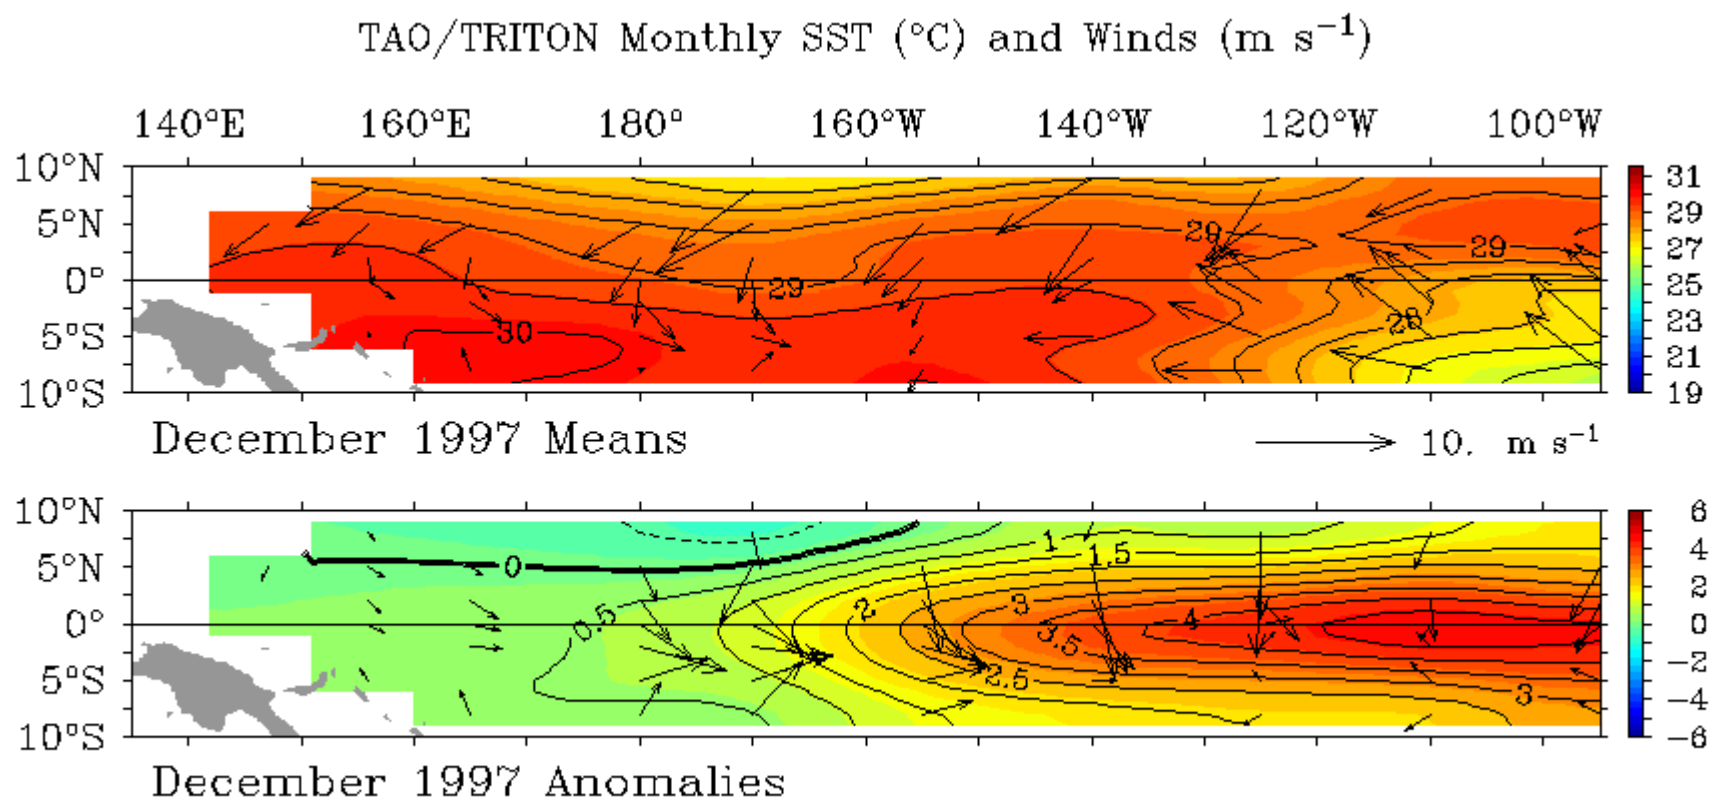 TAO/TRITON Monthly SST (°C) and Winds (m s⁻¹)
140°E 160°E 180° 160°W 140°W 120°W 100°W
10°N
5°N
0°
5°S
10°S
29
29
29
28
30
31
29
27
25
23
21
19
December 1997 Means
10. m s⁻¹
10°N
5°N
0°
5°S
10°S
0
0.5
1
1.5
2
2.5
3
3.5
4
3
6
4
2
0
−2
−4
−6
December 1997 Anomalies